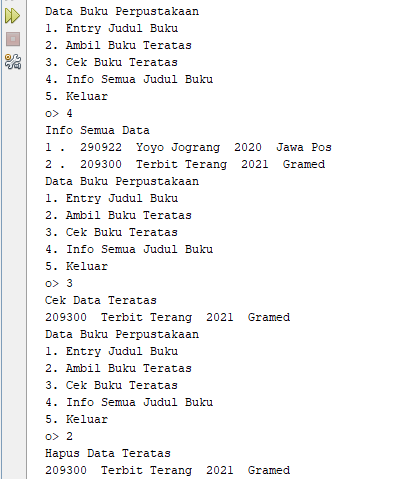 Data Buku Perpustakaan
1. Entry Judul Buku
2. Ambil Buku Teratas
3. Cek Buku Teratas
4. Info Semua Judul Buku
5. Keluar
o> 4
Info Semua Data
1 .  290922  Yoyo Jograng  2020  Jawa Pos
2 .  209300  Terbit Terang  2021  Gramed
Data Buku Perpustakaan
1. Entry Judul Buku
2. Ambil Buku Teratas
3. Cek Buku Teratas
4. Info Semua Judul Buku
5. Keluar
o> 3
Cek Data Teratas
209300  Terbit Terang  2021  Gramed
Data Buku Perpustakaan
1. Entry Judul Buku
2. Ambil Buku Teratas
3. Cek Buku Teratas
4. Info Semua Judul Buku
5. Keluar
o> 2
Hapus Data Teratas
209300  Terbit Terang  2021  Gramed